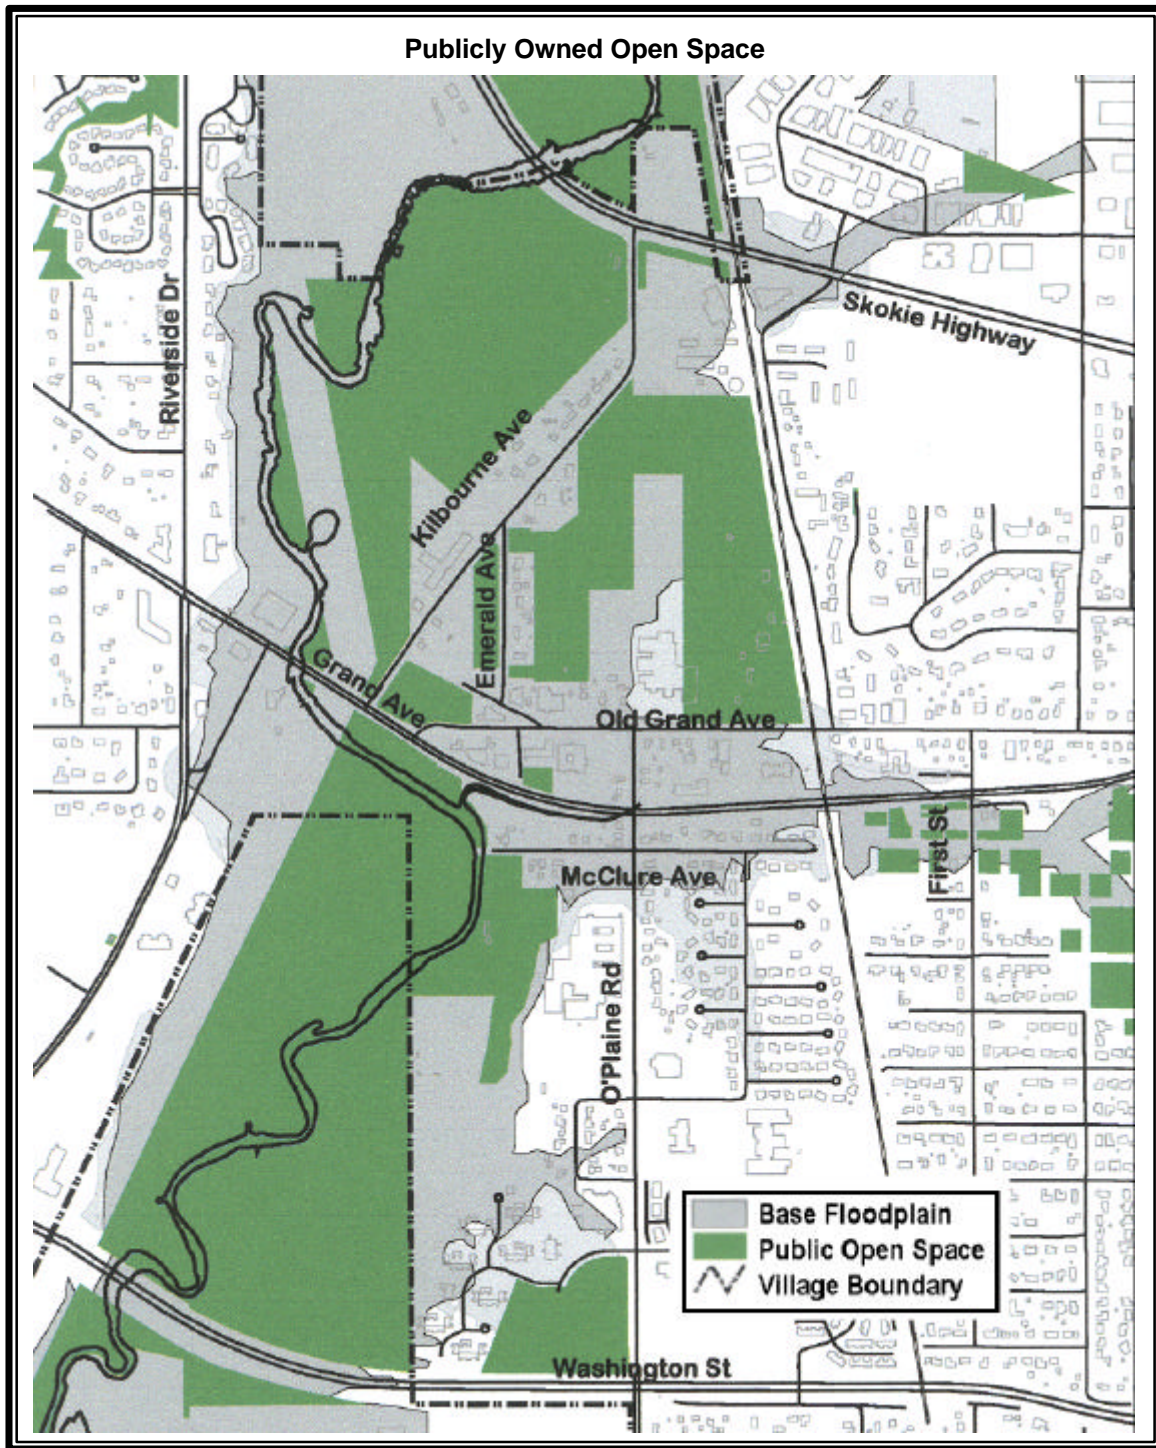 Publicly Owned Open Space
Riverside Dr
Skokie Highway
Kilbourne Ave
Emerald Ave
Grand Ave
Old Grand Ave
First St
McClure Ave
O'Plaine Rd
Base Floodplain
Public Open Space
Village Boundary
Washington St